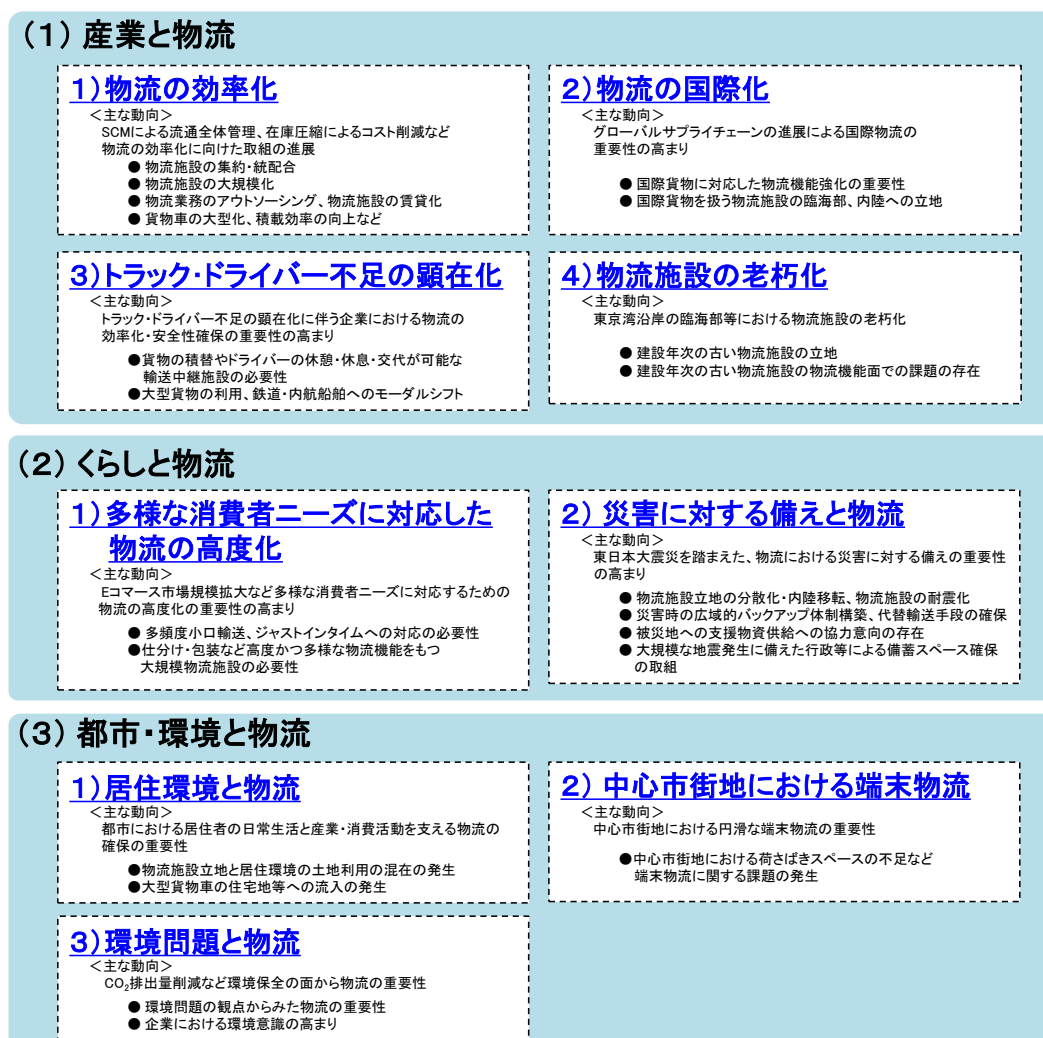 （1） 産業と物流
1）物流の効率化
＜主な動向＞
SCMによる流通全体管理、在庫圧縮によるコスト削減など
物流の効率化に向けた取組の進展
● 物流施設の集約・統配合
● 物流施設の大規模化
● 物流業務のアウトソーシング、物流施設の賃貸化
● 貨物車の大型化、積載効率の向上など
2）物流の国際化
＜主な動向＞
グローバルサプライチェーンの進展による国際物流の
重要性の高まり
● 国際貨物に対応した物流機能強化の重要性
● 国際貨物を扱う物流施設の臨海部、内陸への立地
3）トラック・ドライバー不足の顕在化
＜主な動向＞
トラック・ドライバー不足の顕在化に伴う企業における物流の
効率化・安全性確保の重要性の高まり
●貨物の積替やドライバーの休憩・休息・交代が可能な
輸送中継施設の必要性
●大型貨物の利用、鉄道・内航船舶へのモーダルシフト
4）物流施設の老朽化
＜主な動向＞
東京湾沿岸の臨海部等における物流施設の老朽化
● 建設年次の古い物流施設の立地
● 建設年次の古い物流施設の物流機能面での課題の存在
（2） くらしと物流
1）多様な消費者ニーズに対応した
物流の高度化
＜主な動向＞
Eコマース市場規模拡大など多様な消費者ニーズに対応するための
物流の高度化の重要性の高まり
● 多頻度小口輸送、ジャストインタイムへの対応の必要性
●仕分け・包装など高度かつ多様な物流機能をもつ
大規模物流施設の必要性
2） 災害に対する備えと物流
＜主な動向＞
東日本大震災を踏まえた、物流における災害に対する備えの重要性
の高まり
● 物流施設立地の分散化・内陸移転、物流施設の耐震化
● 災害時の広域的バックアップ体制構築、代替輸送手段の確保
● 被災地への支援物資供給への協力意向の存在
● 大規模な地震発生に備えた行政等による備蓄スペース確保
の取組
（3） 都市・環境と物流
1）居住環境と物流
＜主な動向＞
都市における居住者の日常生活と産業・消費活動を支える物流の
確保の重要性
●物流施設立地と居住環境の土地利用の混在の発生
●大型貨物車の住宅地等への流入の発生
2） 中心市街地における端末物流
＜主な動向＞
中心市街地における円滑な端末物流の重要性
●中心市街地における荷さばきスペースの不足など
端末物流に関する課題の発生
3）環境問題と物流
＜主な動向＞
CO₂排出量削減など環境保全の面から物流の重要性
● 環境問題の観点からみた物流の重要性
● 企業における環境意識の高まり